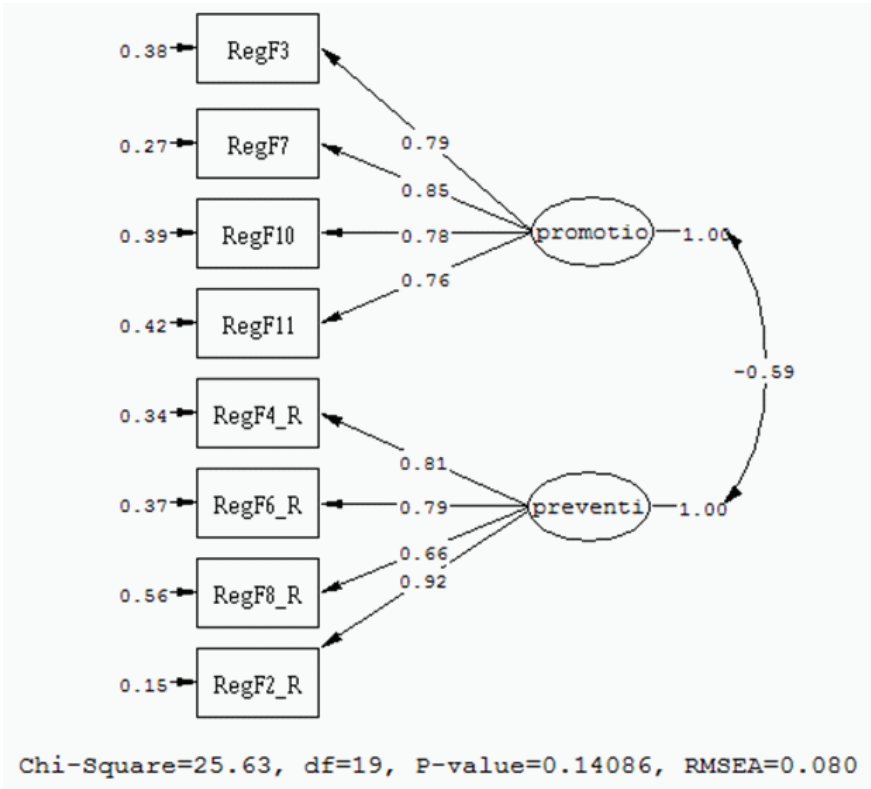 0.38 RegF3
0.79
0.27 RegF7
0.85
0.39 RegF10 0.78 promotio 1.00
0.76
0.42 RegF11
-0.59
0.34 RegF4_R
0.81
0.37 RegF6_R 0.79 preventi 1.00
0.66
0.92
0.56 RegF8_R
0.15 RegF2_R
Chi-Square=25.63, df=19, P-value=0.14086, RMSEA=0.080